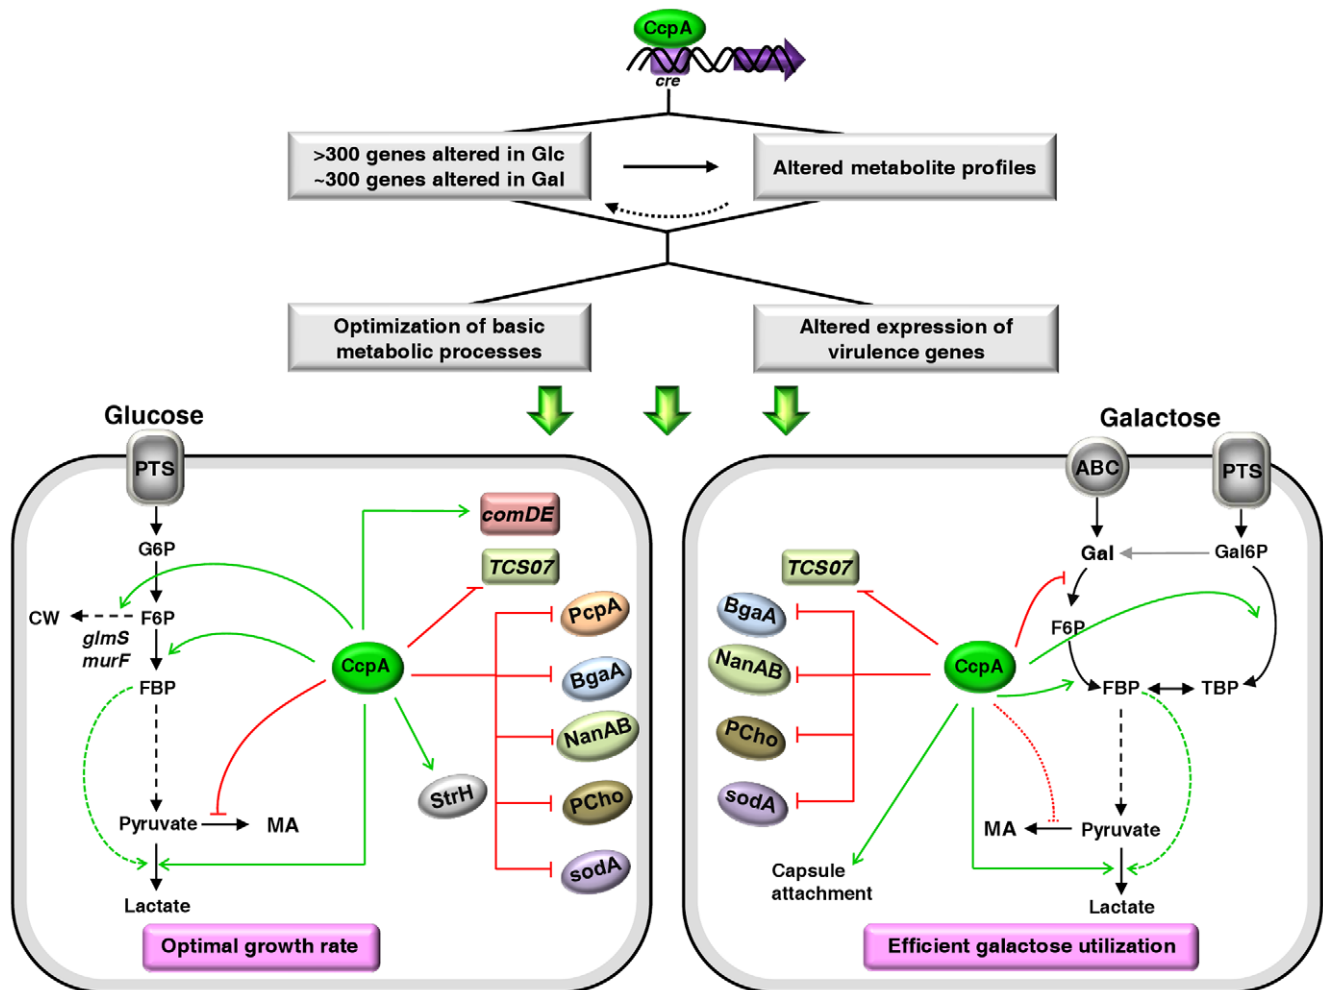 CcpA
cre
>300 genes altered in Glc
~300 genes altered in Gal
Altered metabolite profiles
Optimization of basic
metabolic processes
Altered expression of
virulence genes
Glucose
PTS
G6P
CW
F6P
glmS
murF
FBP
Pyruvate
MA
Lactate
CcpA
comDE
TCS07
PcpA
BgaA
NanAB
StrH
PCho
sodA
Optimal growth rate
Galactose
ABC
PTS
Gal
Gal6P
TCS07
BgaA
NanAB
PCho
sodA
CcpA
F6P
FBP
TBP
MA
Pyruvate
Capsule
attachment
Lactate
Efficient galactose utilization